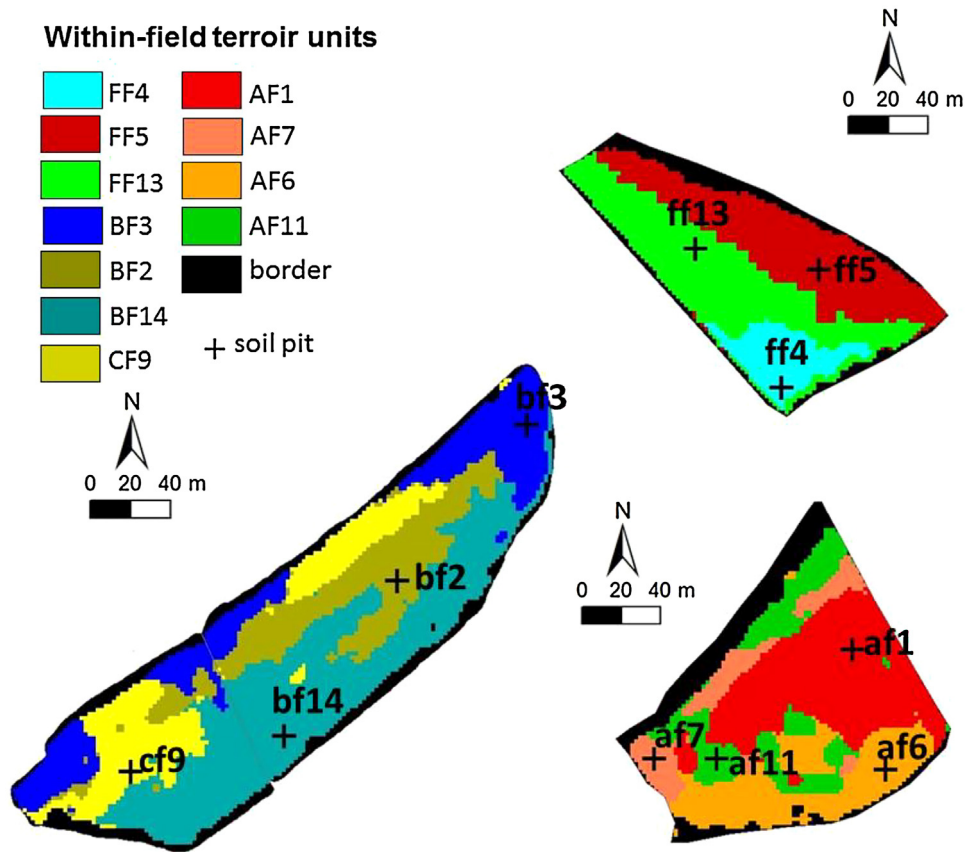 Within-field terroir units
FF4
FF5
FF13
BF3
BF2
BF14
CF9
AF1
AF7
AF6
AF11
border
+ soil pit
N
0 20 40 m
ff13
ff5
ff4
N
0 20 40 m
bf3
bf2
bf14
cf9
N
0 20 40 m
af1
af7
af11
af6